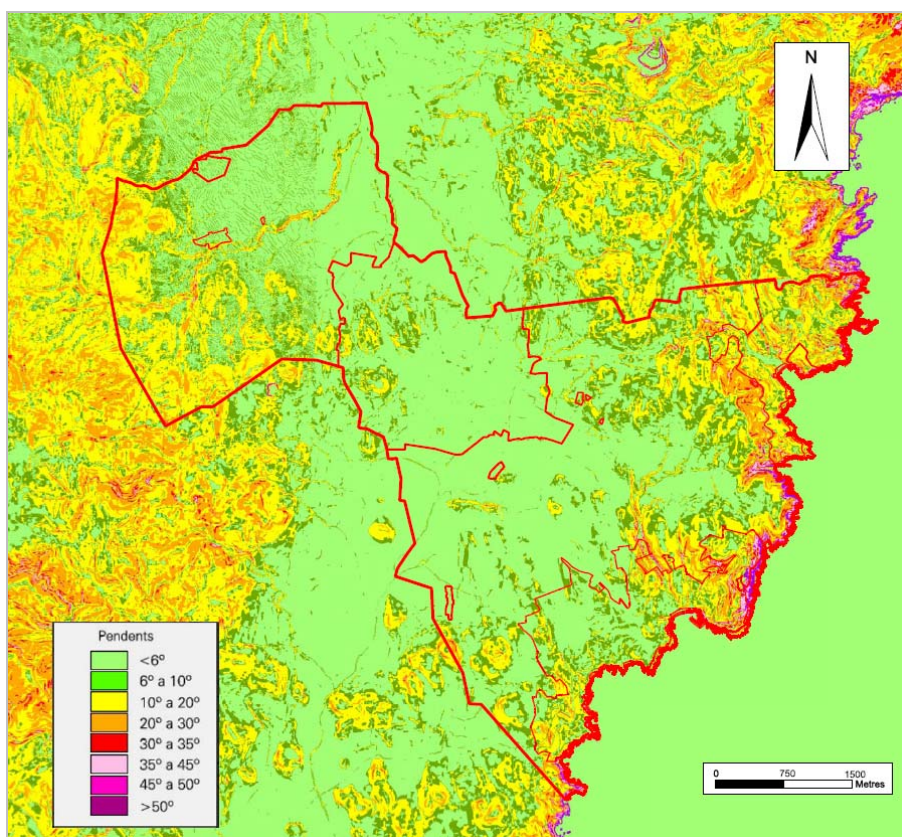 N
Pendents
<6º
6º a 10º
10º a 20º
20º a 30º
30º a 35º
35º a 45º
45º a 50º
>50º
0 750 1500
Metres